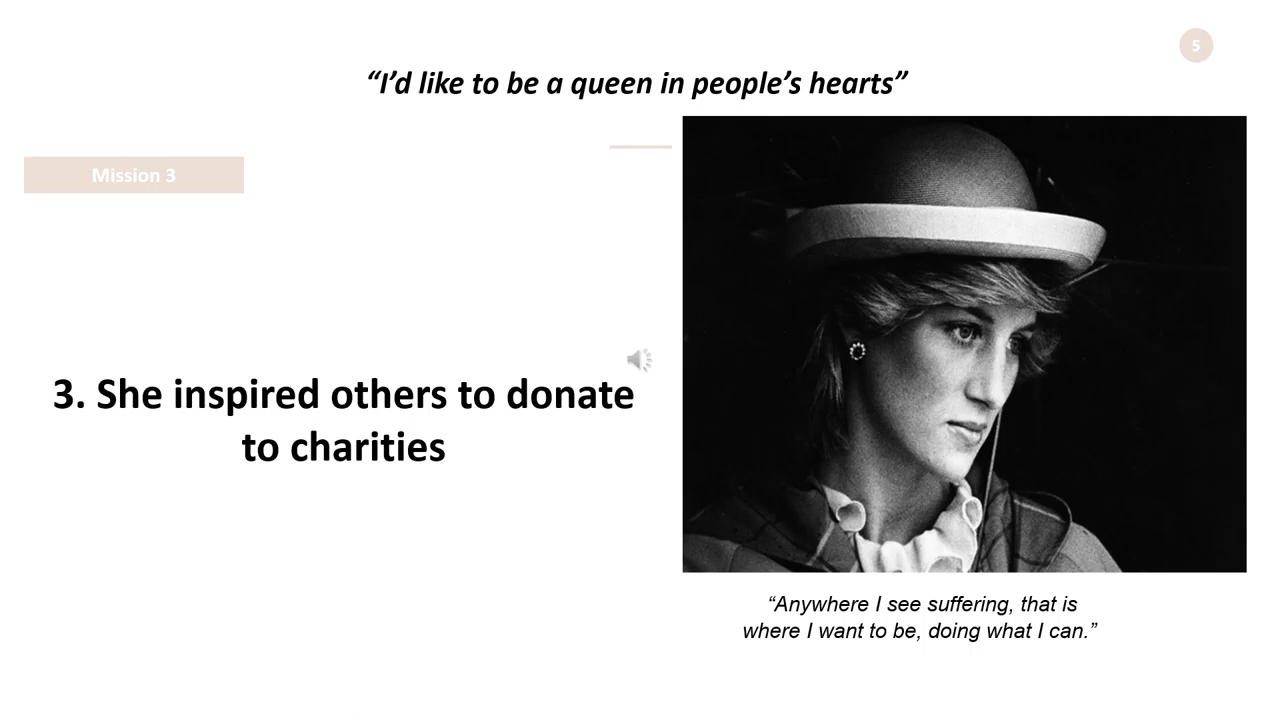 5
“I’d like to be a queen in people’s hearts”
Mission 3
3. She inspired others to donate
to charities
“Anywhere I see suffering, that is
where I want to be, doing what I can.”